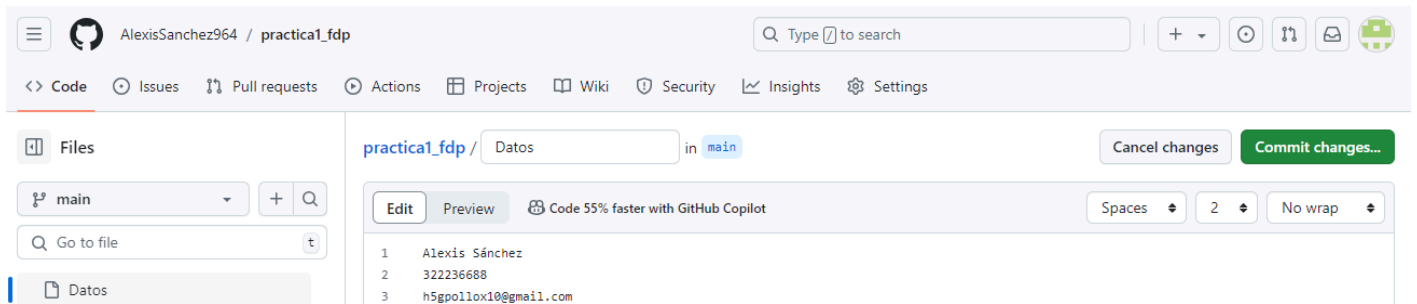 AlexisSanchez964 / practica1_fdp
Type / to search
<> Code Issues Pull requests Actions Projects Wiki Security Insights Settings
Files
practica1_fdp / Datos in main
Cancel changes Commit changes...
main
Edit Preview Code 55% faster with GitHub Copilot
Spaces 2 No wrap
Go to file t
1 Alexis Sánchez
2 322236688
Datos
3 h5gpollox10@gmail.com